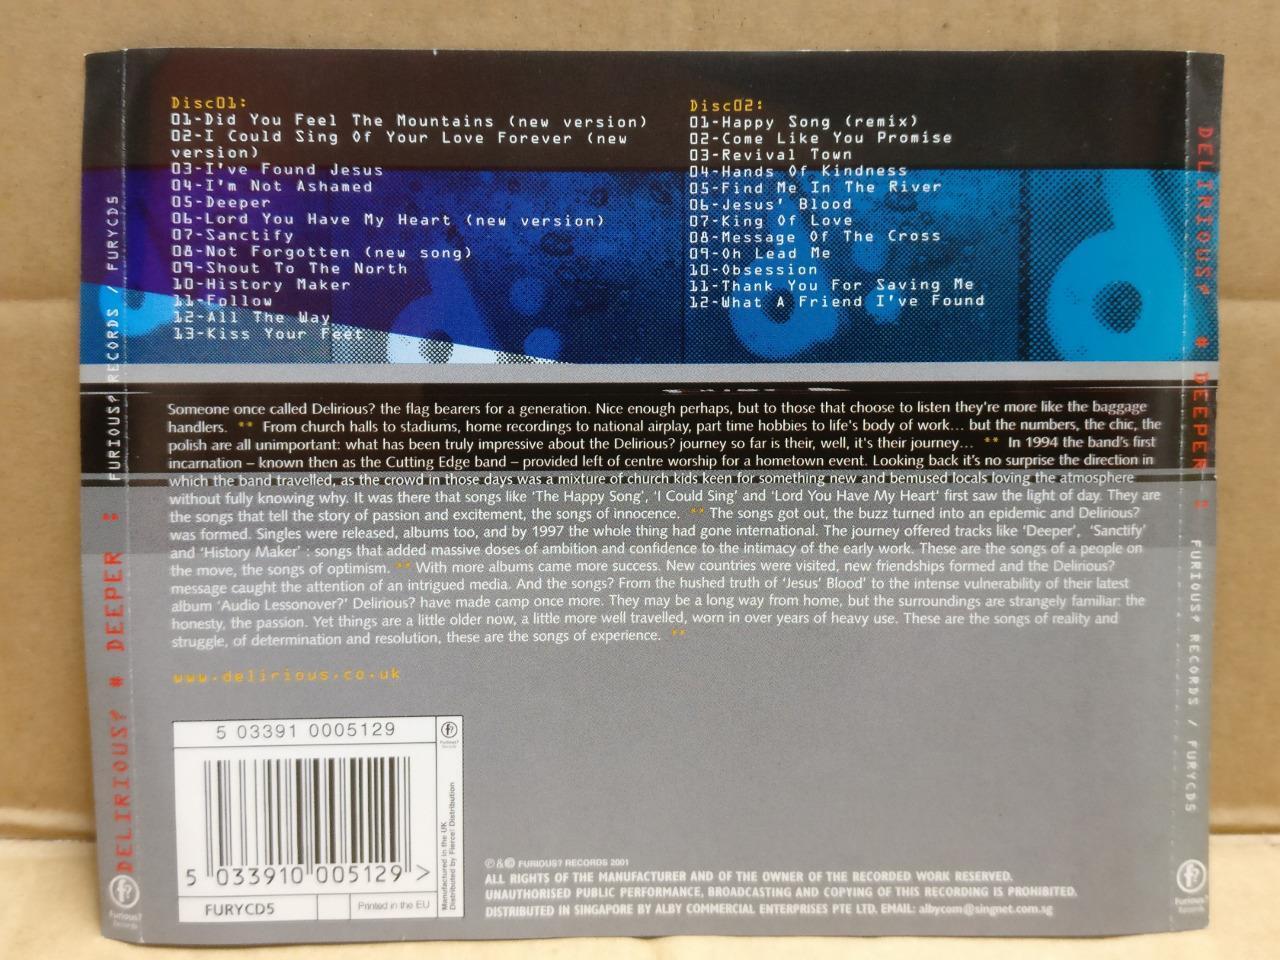 Disc01:
01-Did You Feel The Mountains (new version)
02-I Could Sing Of Your Love Forever (new
version)
03-I've Found Jesus
04-I'm Not Ashamed
05-Deeper
06-Lord You Have My Heart (new version)
07-Sanctify
08-Not Forgotten (new song)
09-Shout To The North
10-History Maker
11-Follow
12-All The Way
13-Kiss Your Feet
Disc02:
01-Happy Song (remix)
02-Come Like You Promise
03-Revival Town
04-Hands Of Kindness
05-Find Me In The River
06-Jesus' Blood
07-King Of Love
08-Message Of The Cross
09-Oh Lead Me
10-Obsession
11-Thank You For Saving Me
12-What A Friend I've Found
Someone once called Delirious? the flag bearers for a generation. Nice enough perhaps, but to those that choose to listen they're more like the baggage
handlers. ** From church halls to stadiums, home recordings to national airplay, part time hobbies to life's body of work... but the numbers, the chic, the
polish are all unimportant: what has been truly impressive about the Delirious? journey so far is their, well, it's their journey... ** In 1994 the band's first
incarnation – known then as the Cutting Edge band – provided left of centre worship for a hometown event. Looking back it's no surprise the direction in
which the band travelled, as the crowd in those days was a mixture of church kids keen for something new and bemused locals loving the atmosphere
without fully knowing why. It was there that songs like 'The Happy Song', 'I Could Sing' and 'Lord You Have My Heart' first saw the light of day. They are
the songs that tell the story of passion and excitement, the songs of innocence. ** The songs got out, the buzz turned into an epidemic and Delirious?
was formed. Singles were released, albums too, and by 1997 the whole thing had gone international. The journey offered tracks like 'Deeper', 'Sanctify'
and 'History Maker' : songs that added massive doses of ambition and confidence to the intimacy of the early work. These are the songs of a people on
the move, the songs of optimism. ** With more albums came more success. New countries were visited, new friendships formed and the Delirious?
message caught the attention of an intrigued media. And the songs? From the hushed truth of 'Jesus' Blood' to the intense vulnerability of their latest
album 'Audio Lessonover?' Delirious? have made camp once more. They may be a long way from home, but the surroundings are strangely familiar: the
honesty, the passion. Yet things are a little older now, a little more well travelled, worn in over years of heavy use. These are the songs of reality and
struggle, of determination and resolution, these are the songs of experience. **
www.delirious.co.uk
5 03391 0005129
5 033910 005129 >
FURYCD5
Printed in the EU
Manufactured in the UK
Distributed by Fierce! Distribution
f?
Furious?
Records
℗ & © FURIOUS? RECORDS 2001
ALL RIGHTS OF THE MANUFACTURER AND OF THE OWNER OF THE RECORDED WORK RESERVED.
UNAUTHORISED PUBLIC PERFORMANCE, BROADCASTING AND COPYING OF THIS RECORDING IS PROHIBITED.
DISTRIBUTED IN SINGAPORE BY ALBY COMMERCIAL ENTERPRISES PTE LTD. EMAIL: albycom@singnet.com.sg
DELIRIOUS? # DEEPER : FURIOUS? RECORDS / FURYCD5
f?
Furious?
Records
DELIRIOUS? # DEEPER : FURIOUS? RECORDS / FURYCD5
f?
Furious?
Records